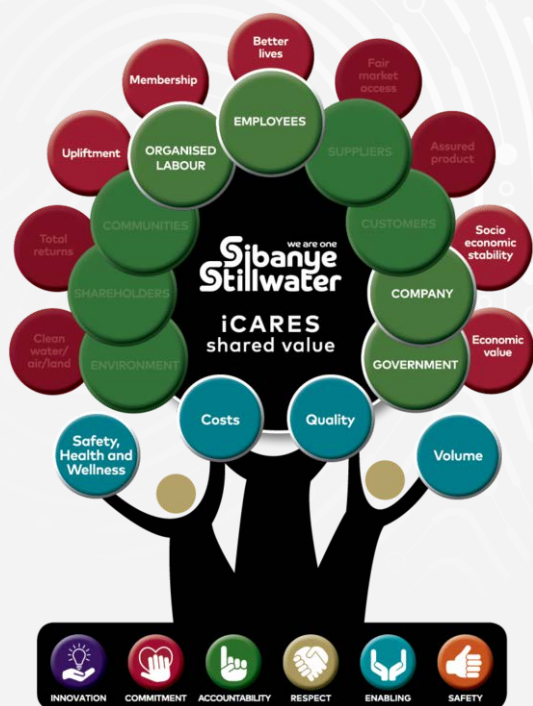 Better
lives
Membership
Fair
market
access
EMPLOYEES
Upliftment
ORGANISED
LABOUR
SUPPLIERS
Assured
product
COMMUNITIES
CUSTOMERS
Total
returns
we are one
Sibanye
Stillwater
Socio
economic
stability
SHAREHOLDERS
COMPANY
iCARES
shared value
Clean
water/
air/land
ENVIRONMENT
GOVERNMENT
Economic
value
Safety,
Health and
Wellness
Costs
Quality
Volume
INNOVATION
COMMITMENT
ACCOUNTABILITY
RESPECT
ENABLING
SAFETY